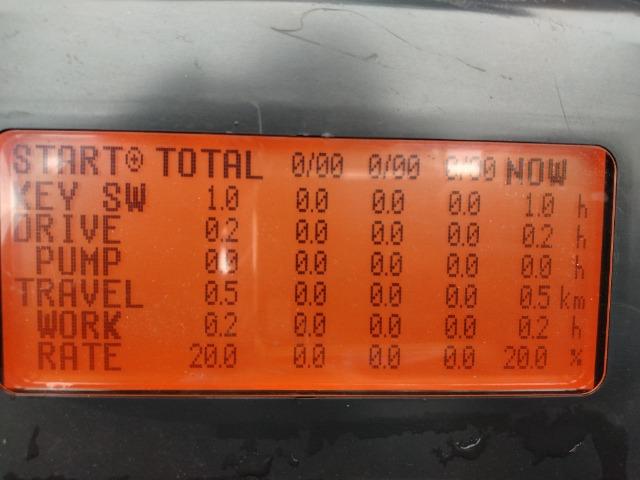 START⊕ TOTAL 0/00 0/00 0/00 NOW
KEY SW 1.0 0.0 0.0 0.0 1.0 h
DRIVE 0.2 0.0 0.0 0.0 0.2 h
PUMP 0.0 0.0 0.0 0.0 0.0 h
TRAVEL 0.5 0.0 0.0 0.0 0.5 km
WORK 0.2 0.0 0.0 0.0 0.2 h
RATE 20.0 0.0 0.0 0.0 20.0 %